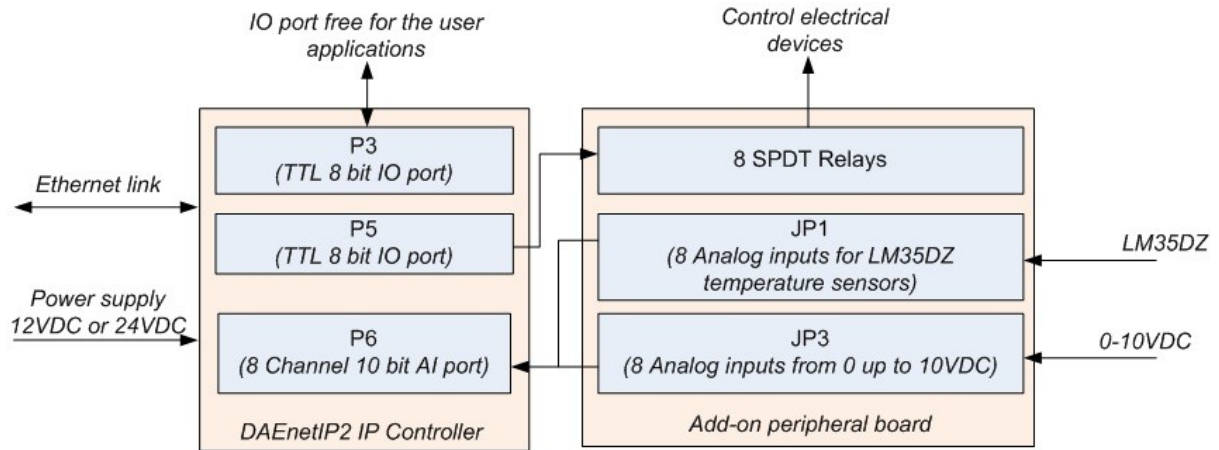 IO port free for the user
applications
Control electrical
devices
P3
(TTL 8 bit IO port)
8 SPDT Relays
Ethernet link
P5
(TTL 8 bit IO port)
JP1
(8 Analog inputs for LM35DZ
temperature sensors)
LM35DZ
Power supply
12VDC or 24VDC
P6
(8 Channel 10 bit AI port)
JP3
(8 Analog inputs from 0 up to 10VDC)
0-10VDC
DAEnetIP2 IP Controller
Add-on peripheral board